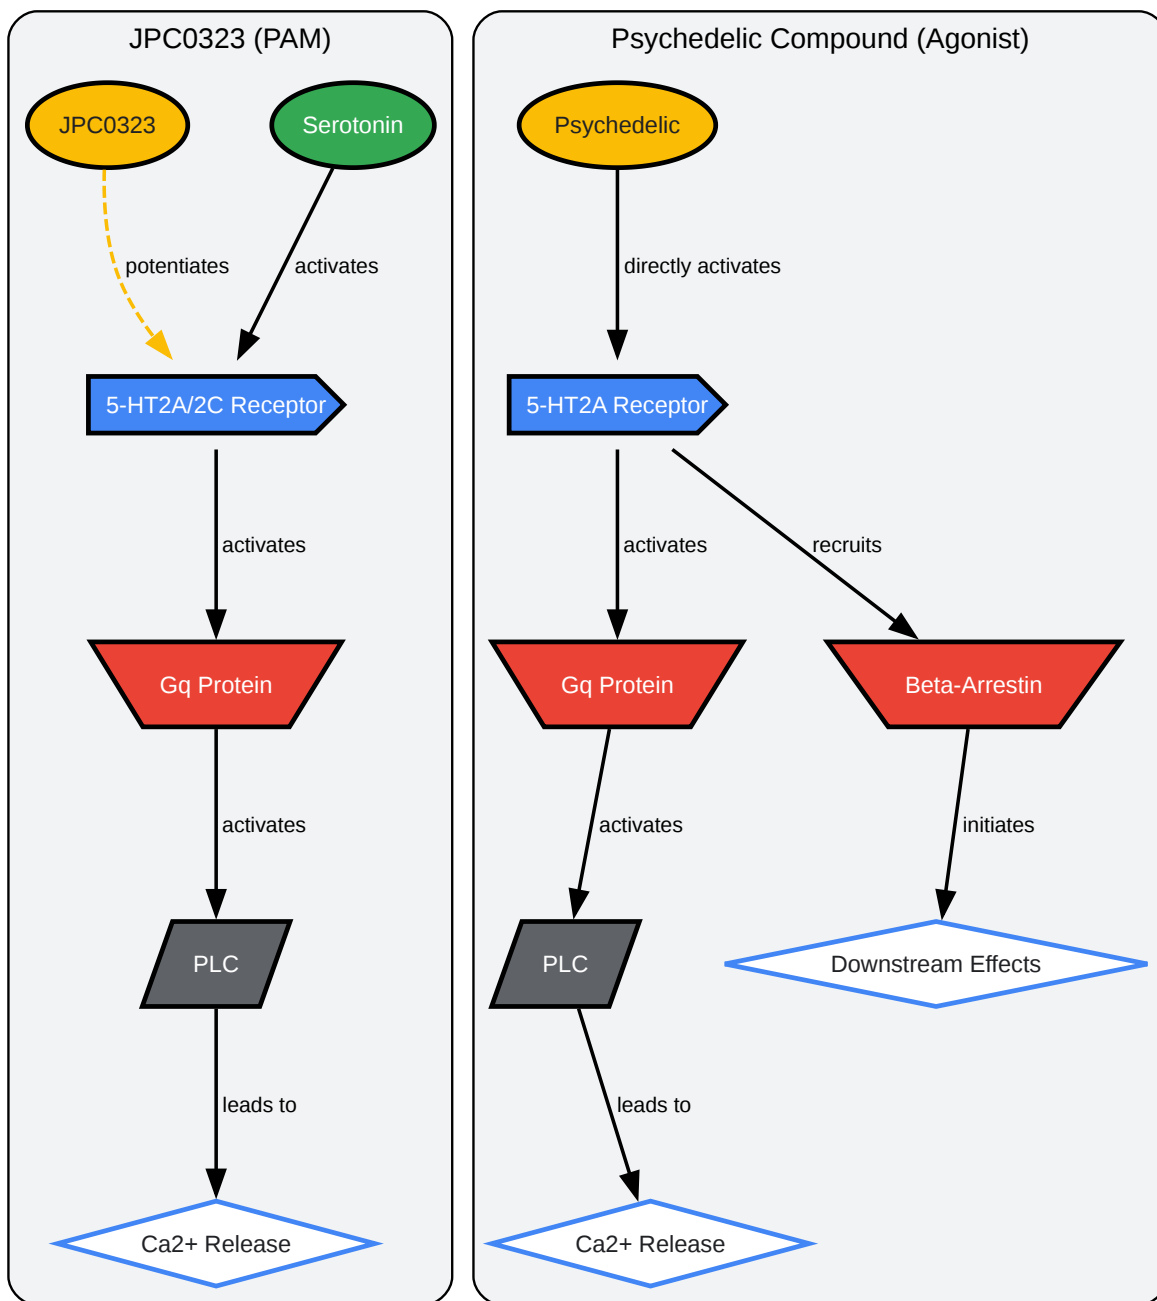 JPC0323 (PAM)
JPC0323
Serotonin
potentiates
activates
5-HT2A/2C Receptor
activates
Gq Protein
activates
PLC
leads to
Ca2+ Release
Psychedelic Compound (Agonist)
Psychedelic
directly activates
5-HT2A Receptor
activates
recruits
Gq Protein
Beta-Arrestin
activates
initiates
PLC
Downstream Effects
leads to
Ca2+ Release